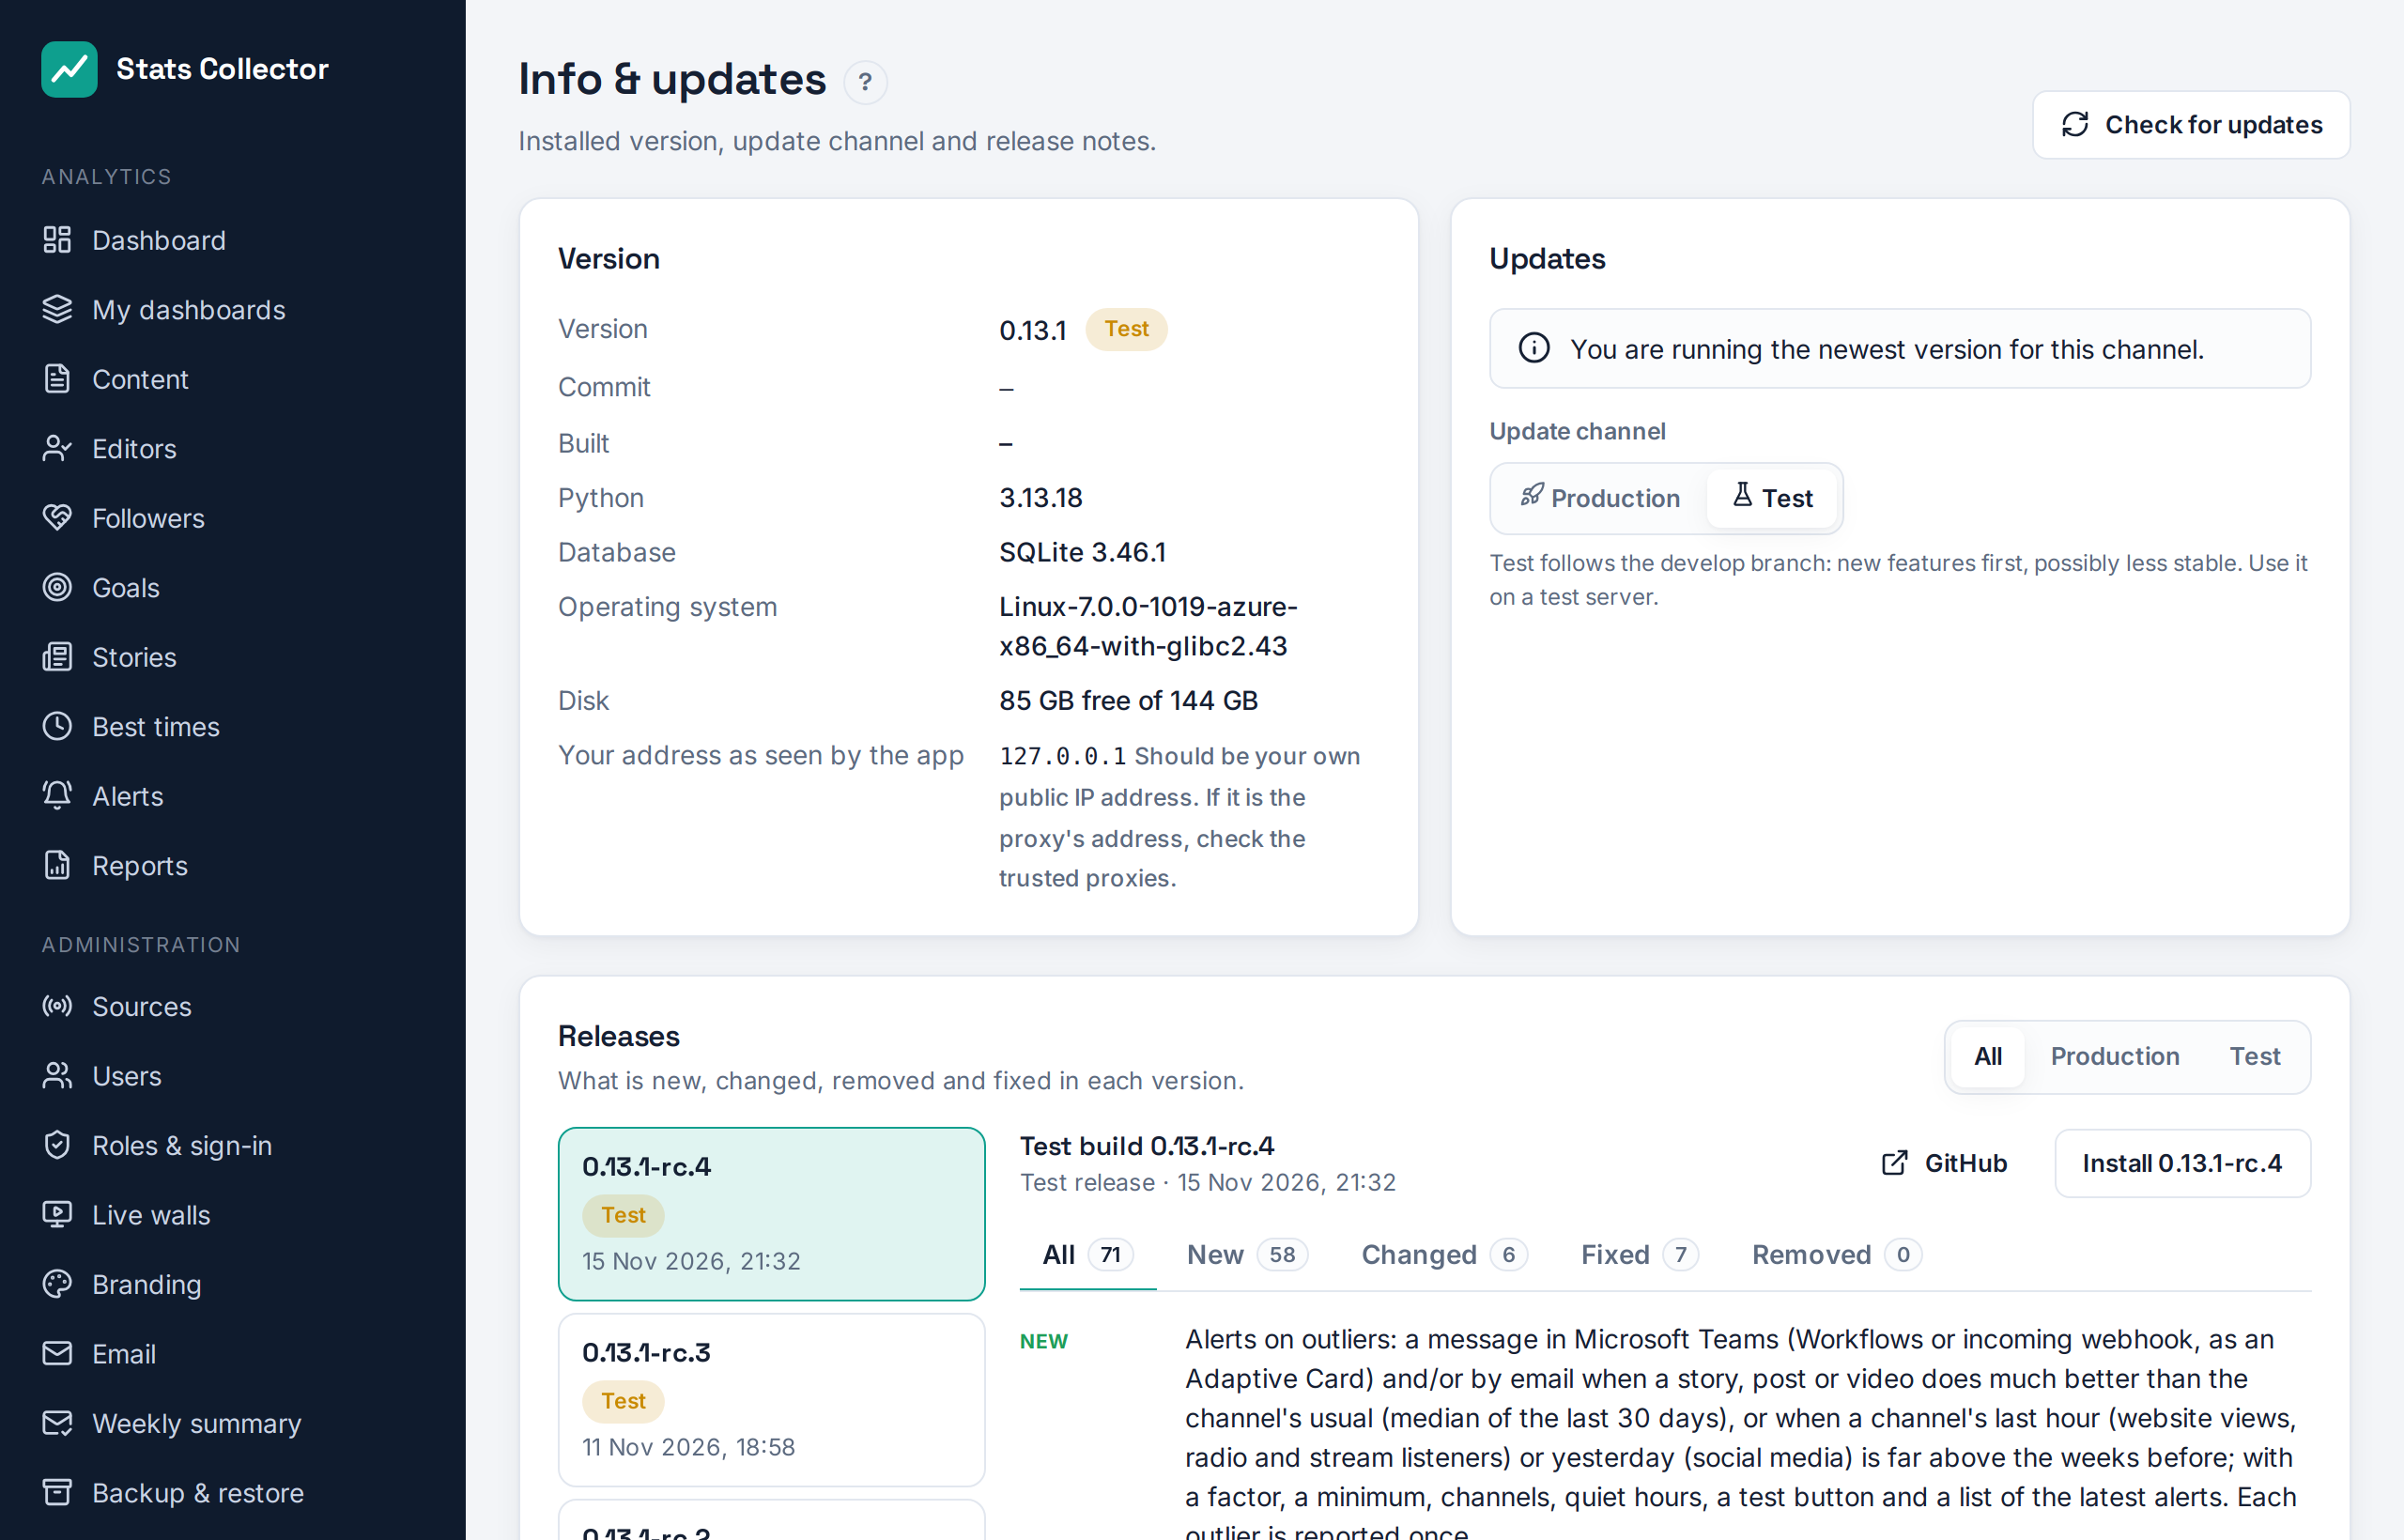 Stats Collector
ANALYTICS
Dashboard
My dashboards
Content
Editors
Followers
Goals
Stories
Best times
Alerts
Reports
ADMINISTRATION
Sources
Users
Roles & sign-in
Live walls
Branding
Email
Weekly summary
Backup & restore
Info & updates ?
Installed version, update channel and release notes.
Check for updates
Version
Version 0.13.1 Test
Commit –
Built –
Python 3.13.18
Database SQLite 3.46.1
Operating system Linux-7.0.0-1019-azure-
x86_64-with-glibc2.43
Disk 85 GB free of 144 GB
Your address as seen by the app 127.0.0.1 Should be your own
public IP address. If it is the
proxy's address, check the
trusted proxies.
Updates
You are running the newest version for this channel.
Update channel
Production Test
Test follows the develop branch: new features first, possibly less stable. Use it
on a test server.
Releases
What is new, changed, removed and fixed in each version.
All Production Test
0.13.1-rc.4
Test
15 Nov 2026, 21:32
0.13.1-rc.3
Test
11 Nov 2026, 18:58
0.13.1-rc.2
Test build 0.13.1-rc.4
Test release · 15 Nov 2026, 21:32
GitHub
Install 0.13.1-rc.4
All 71 New 58 Changed 6 Fixed 7 Removed 0
NEW
Alerts on outliers: a message in Microsoft Teams (Workflows or incoming webhook, as an
Adaptive Card) and/or by email when a story, post or video does much better than the
channel's usual (median of the last 30 days), or when a channel's last hour (website views,
radio and stream listeners) or yesterday (social media) is far above the weeks before; with
a factor, a minimum, channels, quiet hours, a test button and a list of the latest alerts. Each
outlier is reported once.